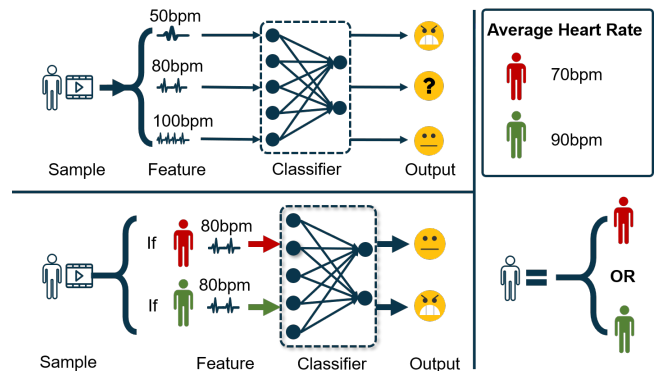 50bpm
80bpm
?
100bpm
Sample
Feature
Classifier
Output
Average Heart Rate
70bpm
90bpm
If
80bpm
If
80bpm
Sample
Feature
Classifier
Output
OR